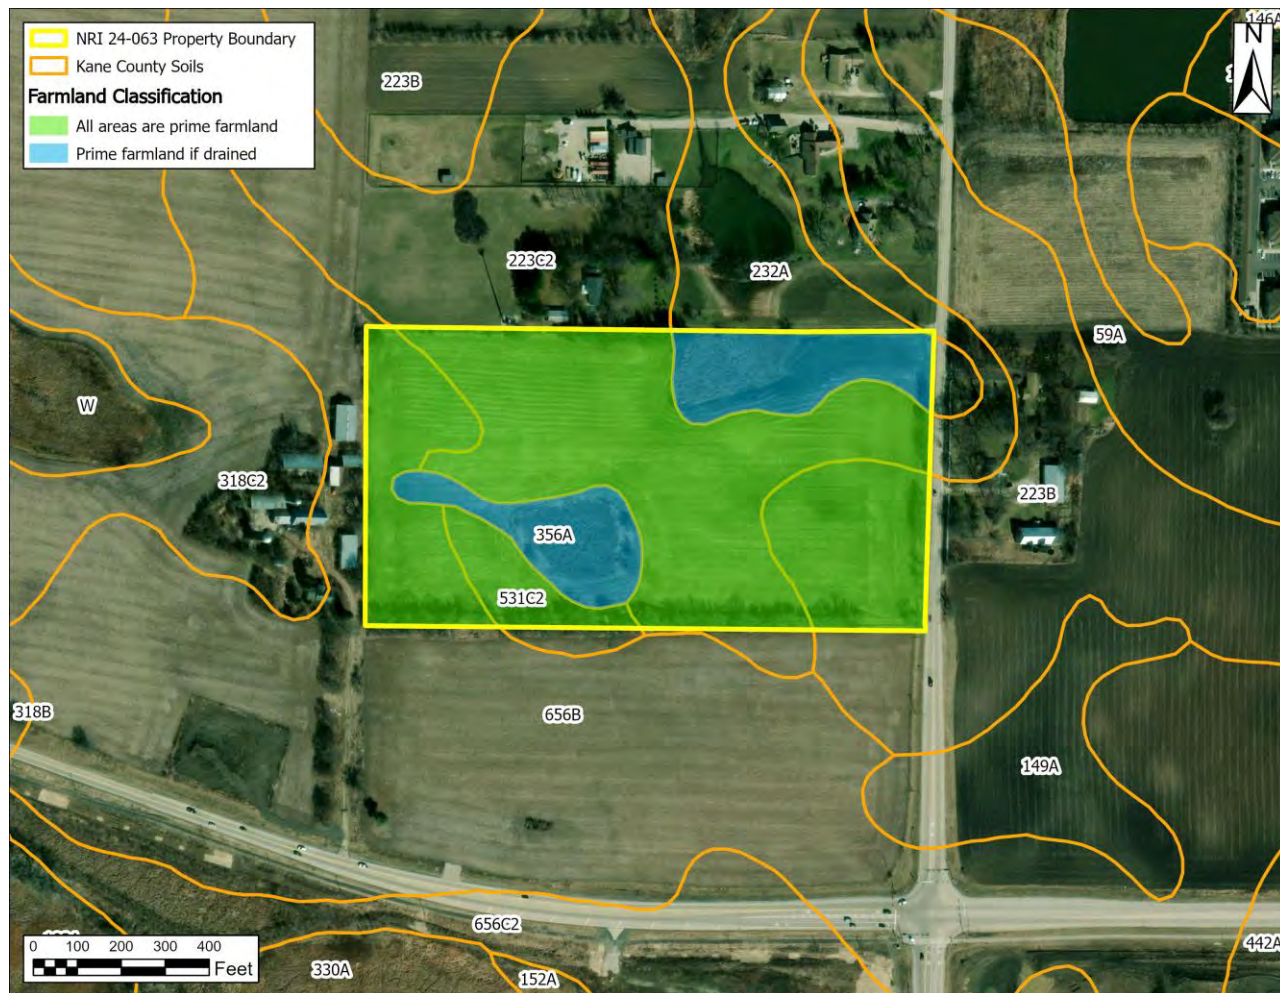 NRI 24-063 Property Boundary
Kane County Soils
Farmland Classification
All areas are prime farmland
Prime farmland if drained
146A
N
223B
223C2
232A
59A
W
318C2
223B
356A
531C2
318B
656B
149A
656C2
442A
330A
152A
0 100 200 300 400
Feet